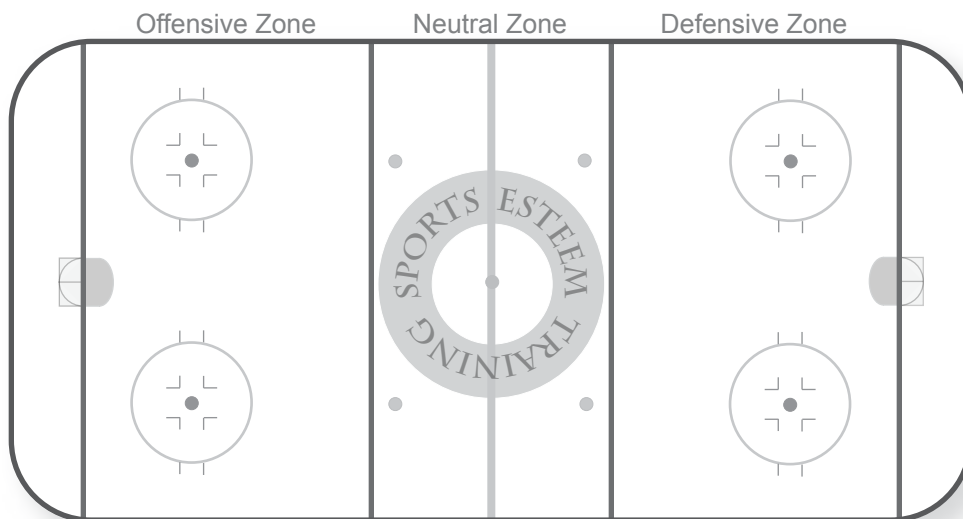 Offensive Zone Neutral Zone Defensive Zone
SPORTS ESTEEM TRAINING